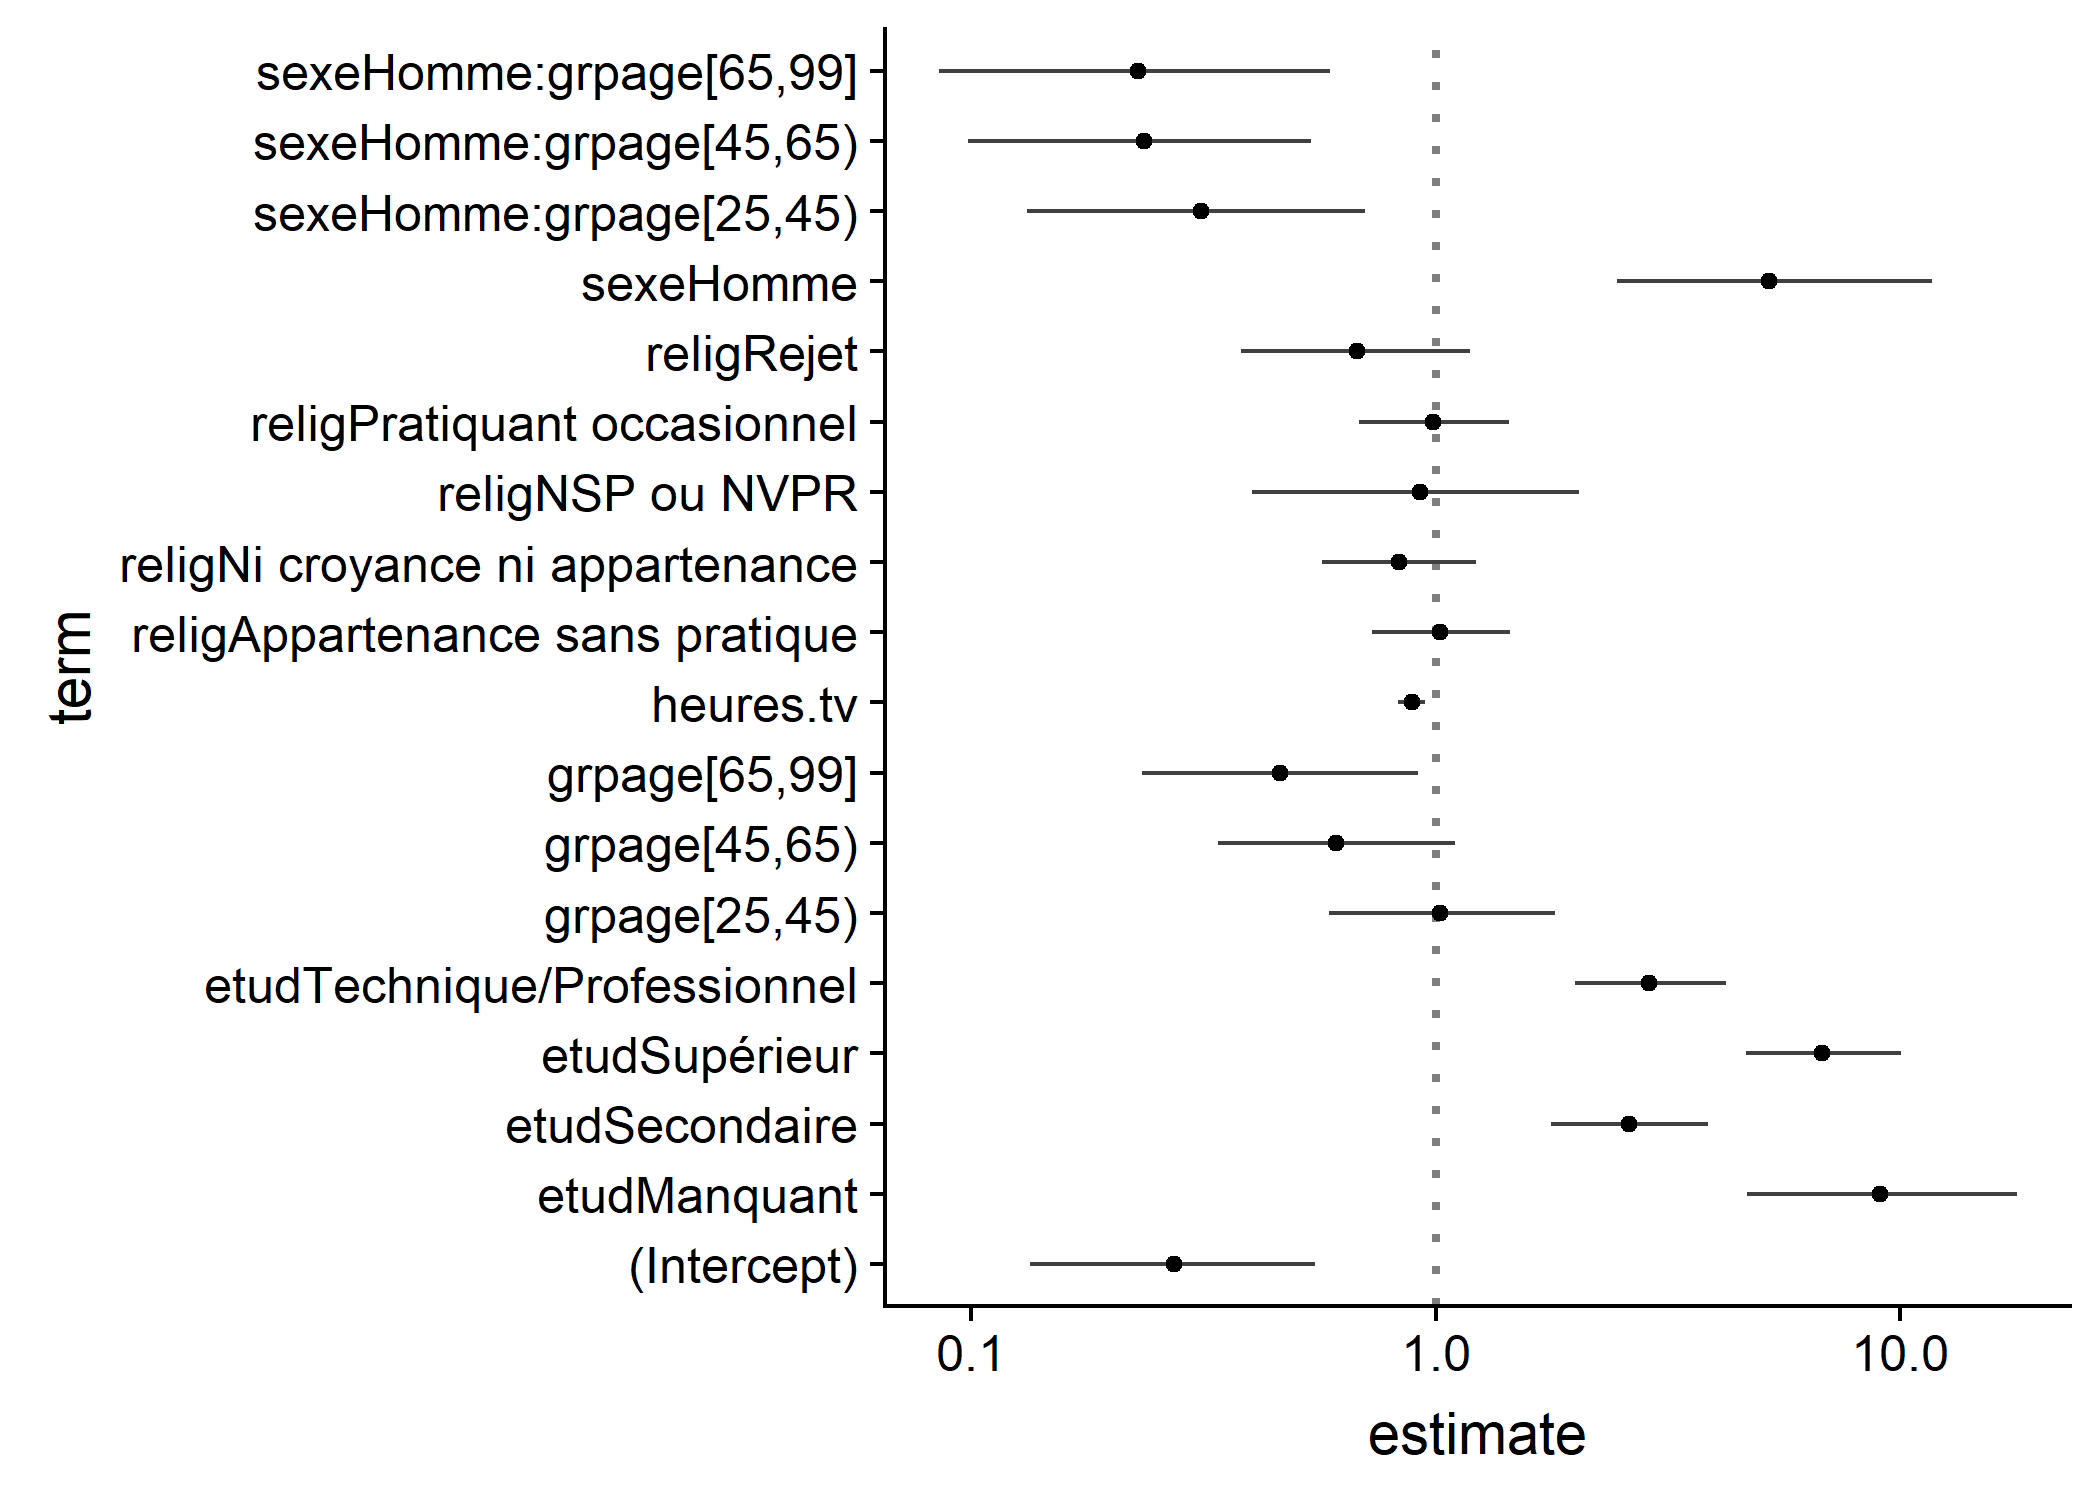 sexeHomme:grpage[65,99]
sexeHomme:grpage[45,65)
sexeHomme:grpage[25,45)
sexeHomme
religRejet
religPratiquant occasionnel
religNSP ou NVPR
religNi croyance ni appartenance
religAppartenance sans pratique
heures.tv
grpage[65,99]
grpage[45,65)
grpage[25,45)
etudTechnique/Professionnel
etudSupérieur
etudSecondaire
etudManquant
(Intercept)
term
0.1 1.0 10.0
estimate